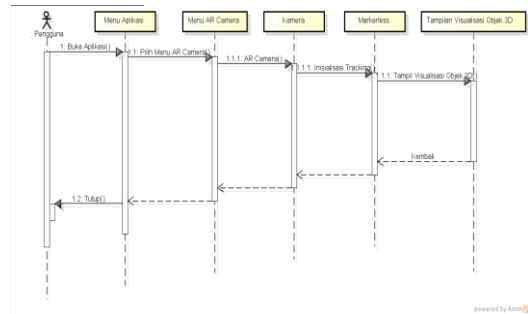 Menu Aplikasi
Menu AR Camera
Kamera
Markerless
Tampilan Visualisasi Objek 3D
: Pengguna
1: Buka Aplikasi()
1.1: Pilih Menu AR Camera()
1.1.1: AR Camera()
1.1.1: Inisialisasi Tracking()
1.1.1: Tampil Visualisasi Objek 3D()
Kembali
1.2: Tutup()
powered by Astah